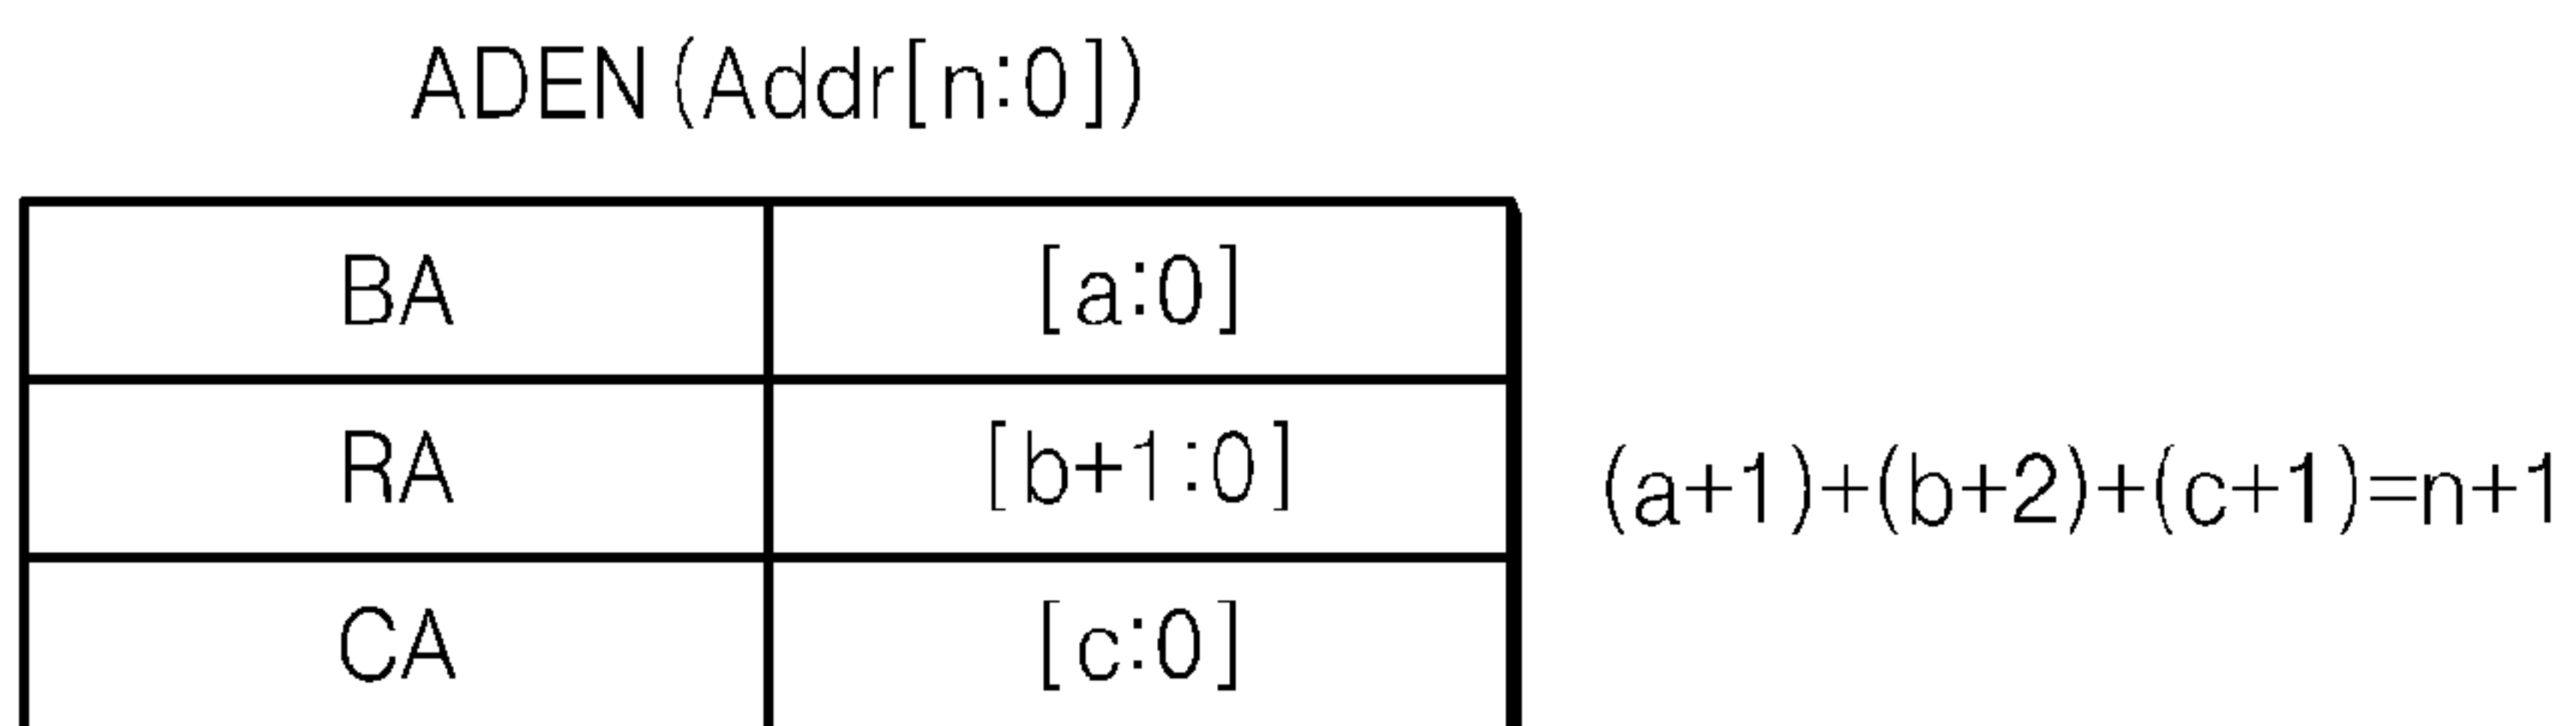 ADEN (Addr[n:0])
BA [a:0]
RA [b+1:0]
(a+1)+(b+2)+(c+1)=n+1
CA [c:0]